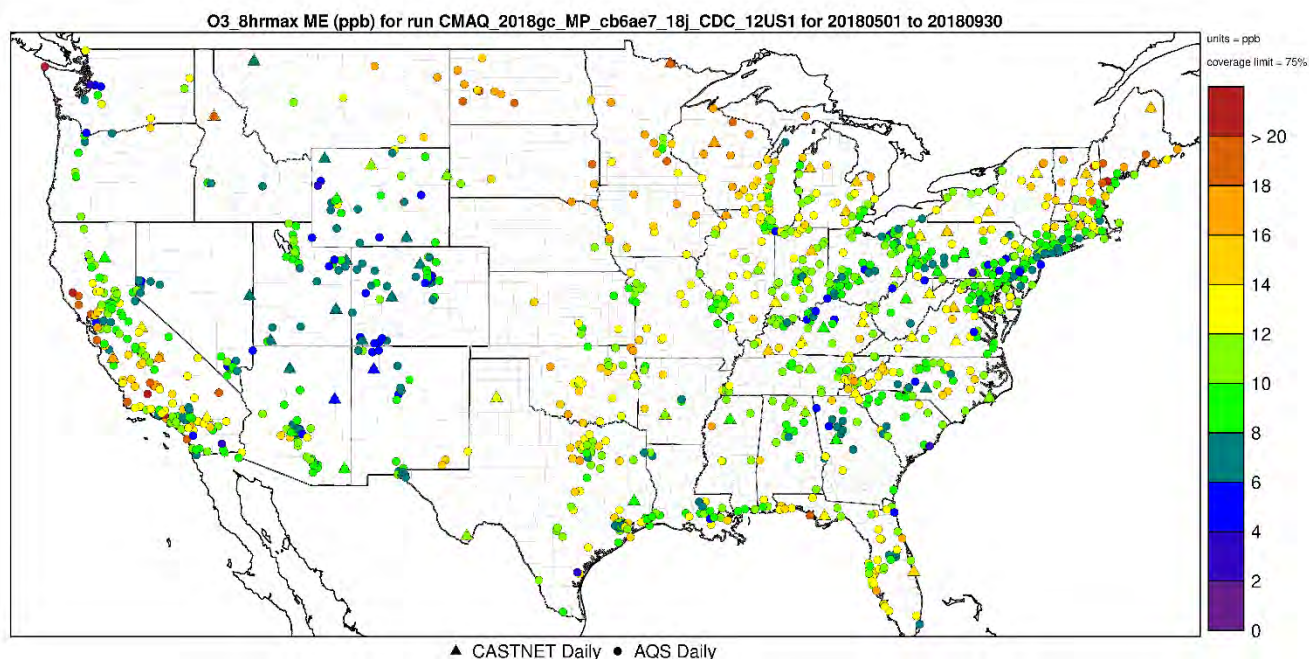 O3_8hrmax ME (ppb) for run CMAQ_2018gc_MP_cb6ae7_18j_CDC_12US1 for 20180501 to 20180930
units = ppb
coverage limit = 75%
> 20
18
16
14
12
10
8
6
4
2
0
CASTNET Daily AQS Daily